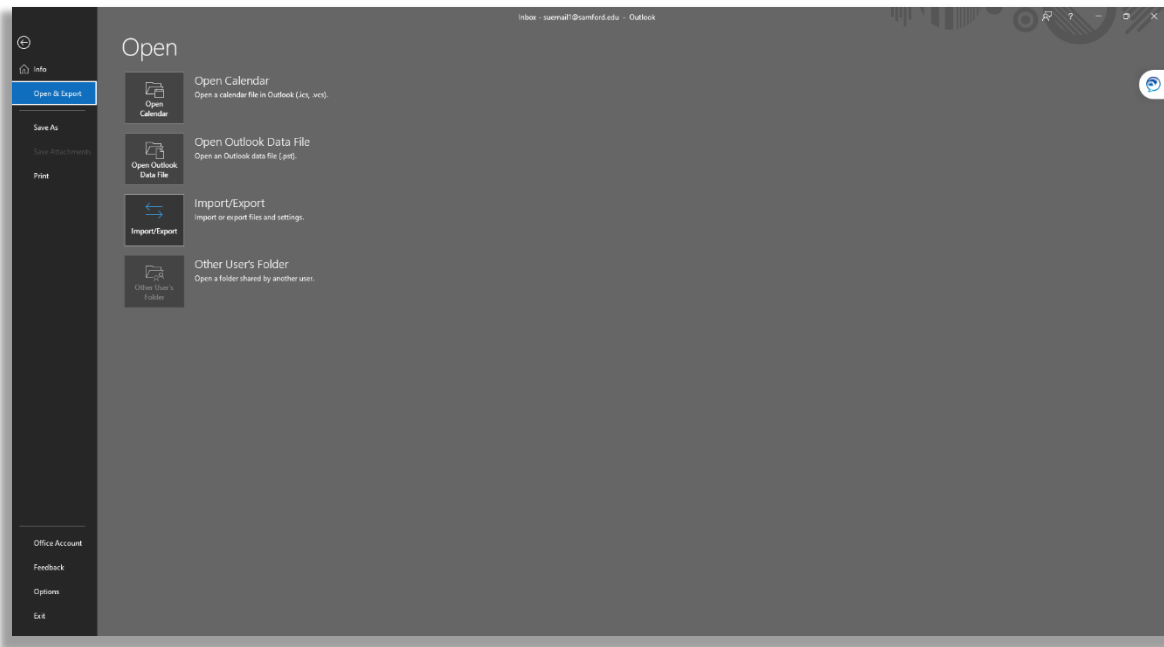 Inbox - suemail1@samford.edu - Outlook
?
Info
Open & Export
Save As
Save Attachments
Print
Office Account
Feedback
Options
Exit
Open
Open
Calendar
Open Calendar
Open a calendar file in Outlook (.ics, .vcs).
Open Outlook
Data File
Open Outlook Data File
Open an Outlook data file (.pst).
Import/Export
Import/Export
Import or export files and settings.
Other User's
Folder
Other User's Folder
Open a folder shared by another user.